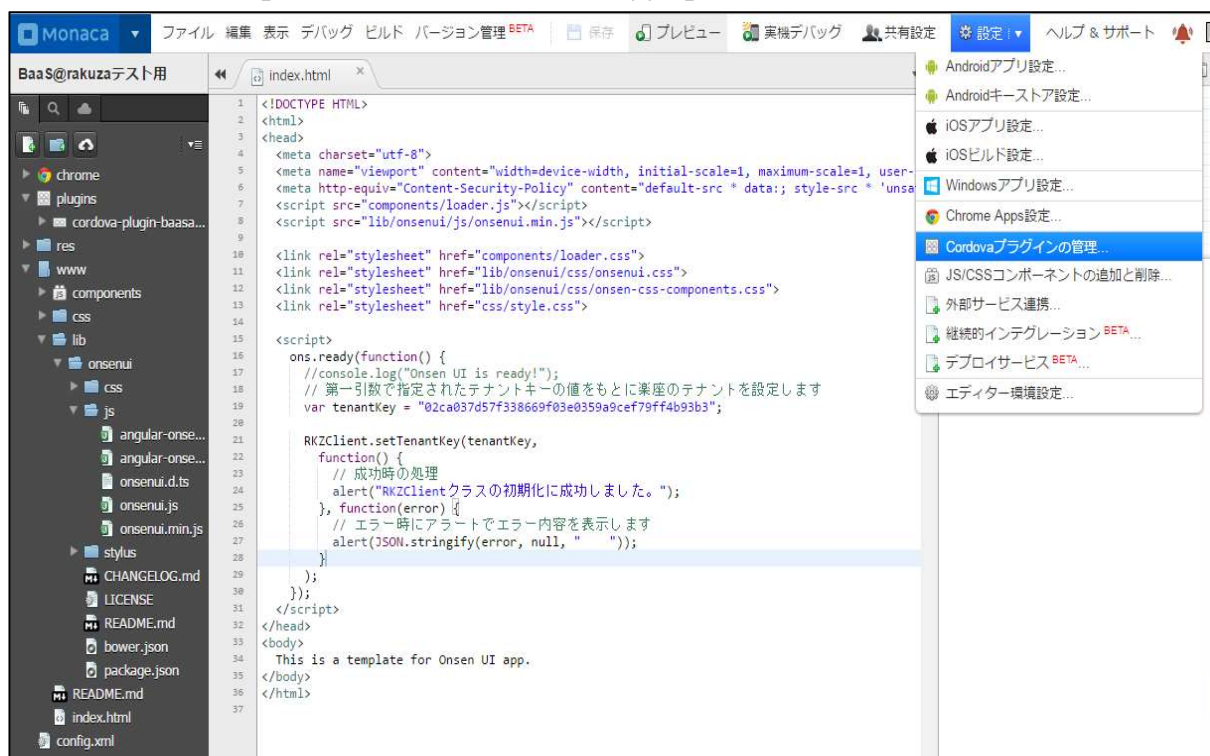 Monaca ▼ ファイル 編集 表示 デバッグ ビルド バージョン管理 BETA 保存 プレビュー 実機デバッグ 共有設定 設定 ▼ ヘルプ & サポート
BaaS@rakuzaテスト用
index.html ×
chrome
plugins
cordova-plugin-baasa...
res
www
components
css
lib
onsenui
css
js
angular-onse...
angular-onse...
onsenui.d.ts
onsenui.js
onsenui.min.js
stylus
CHANGELOG.md
LICENSE
README.md
bower.json
package.json
README.md
index.html
config.xml
1 <!DOCTYPE HTML>
2 <html>
3 <head>
4 <meta charset="utf-8">
5 <meta name="viewport" content="width=device-width, initial-scale=1, maximum-scale=1, user-
6 <meta http-equiv="Content-Security-Policy" content="default-src * data:; style-src * 'unsa
7 <script src="components/loader.js"></script>
8 <script src="lib/onsenui/js/onsenui.min.js"></script>
9
10 <link rel="stylesheet" href="components/loader.css">
11 <link rel="stylesheet" href="lib/onsenui/css/onsenui.css">
12 <link rel="stylesheet" href="lib/onsenui/css/onsen-css-components.css">
13 <link rel="stylesheet" href="css/style.css">
14
15 <script>
16 ons.ready(function() {
17 //console.log("Onsen UI is ready!");
18 // 第一引数で指定されたテナントキーの値をもとに楽座のテナントを設定します
19 var tenantKey = "02ca037d57f338669f03e0359a9cef79ff4b93b3";
20
21 RKZClient.setTenantKey(tenantKey,
22 function() {
23 // 成功時の処理
24 alert("RKZClientクラスの初期化に成功しました。");
25 }, function(error) {
26 // エラー時にアラートでエラー内容を表示します
27 alert(JSON.stringify(error, null, "    "));
28 }
29 );
30 });
31 </script>
32 </head>
33 <body>
34 This is a template for Onsen UI app.
35 </body>
36 </html>
37
Androidアプリ設定...
Androidキーストア設定...
iOSアプリ設定...
iOSビルド設定...
Windowsアプリ設定...
Chrome Apps設定...
Cordovaプラグインの管理...
JS/CSSコンポーネントの追加と削除...
外部サービス連携...
継続的インテグレーション BETA...
デプロイサービス BETA...
エディター環境設定...